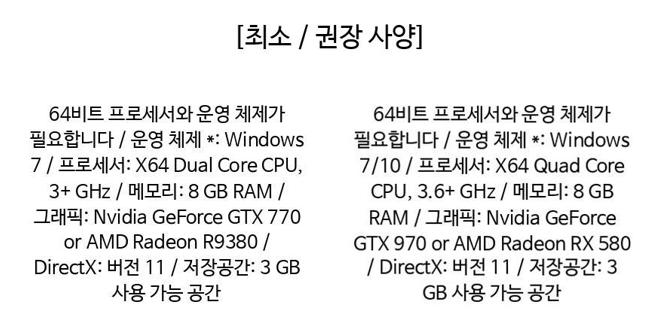 [최소 / 권장 사양]
64비트 프로세서와 운영 체제가
필요합니다 / 운영 체제 *: Windows
7 / 프로세서: X64 Dual Core CPU,
3+ GHz / 메모리: 8 GB RAM /
그래픽: Nvidia GeForce GTX 770
or AMD Radeon R9380 /
DirectX: 버전 11 / 저장공간: 3 GB
사용 가능 공간
64비트 프로세서와 운영 체제가
필요합니다 / 운영 체제 *: Windows
7/10 / 프로세서: X64 Quad Core
CPU, 3.6+ GHz / 메모리: 8 GB
RAM / 그래픽: Nvidia GeForce
GTX 970 or AMD Radeon RX 580
/ DirectX: 버전 11 / 저장공간: 3
GB 사용 가능 공간